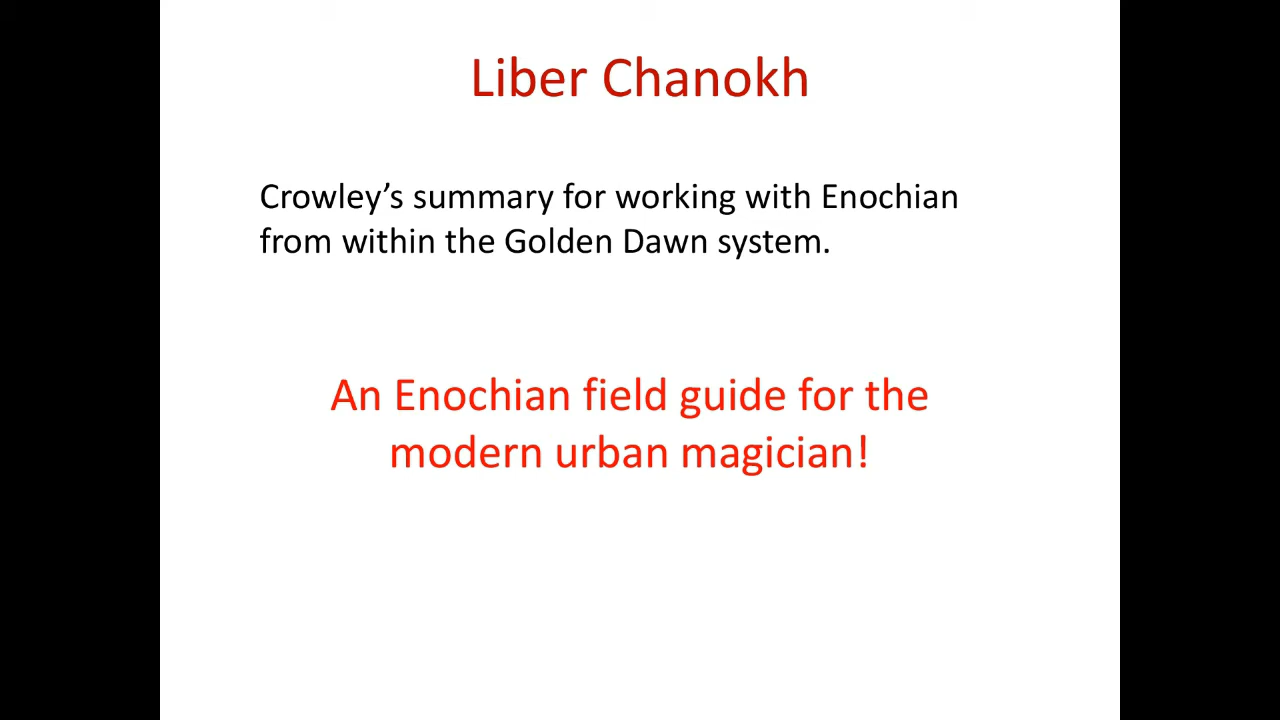 Liber Chanokh
Crowley’s summary for working with Enochian
from within the Golden Dawn system.
An Enochian field guide for the
modern urban magician!